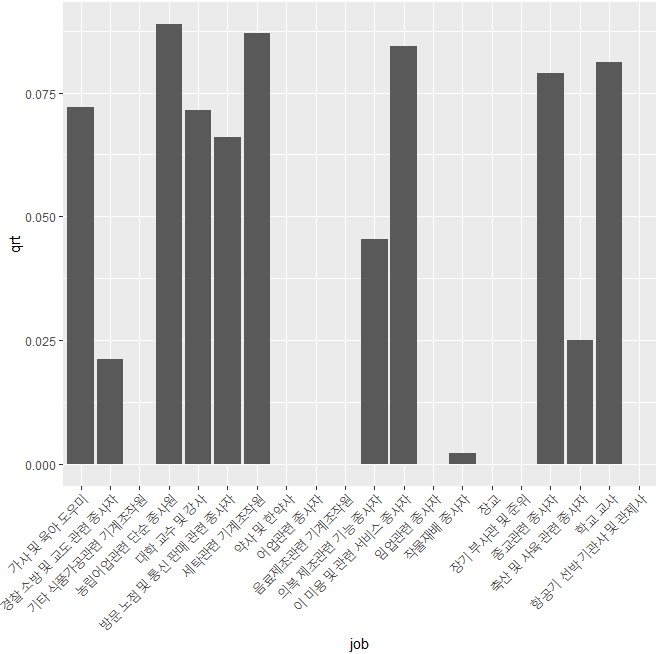 qrt
0.075
0.050
0.025
0.000
가사 및 육아 도우미
경찰 소방 및 교도 관련 종사자
기타 식품가공관련 기계조작원
농림어업관련 단순 종사원
대학 교수 및 강사
방문 노점 및 통신 판매 관련 종사자
세탁관련 기계조작원
약사 및 한약사
어업관련 종사자
음료제조관련 기계조작원
의복 제조관련 기능 종사자
이 미용 및 관련 서비스 종사자
임업관련 종사자
작물재배 종사자
장교
장기 부사관 및 준위
종교관련 종사자
축산 및 사육 관련 종사자
학교 교사
항공기 선박 기관사 및 관제사
job